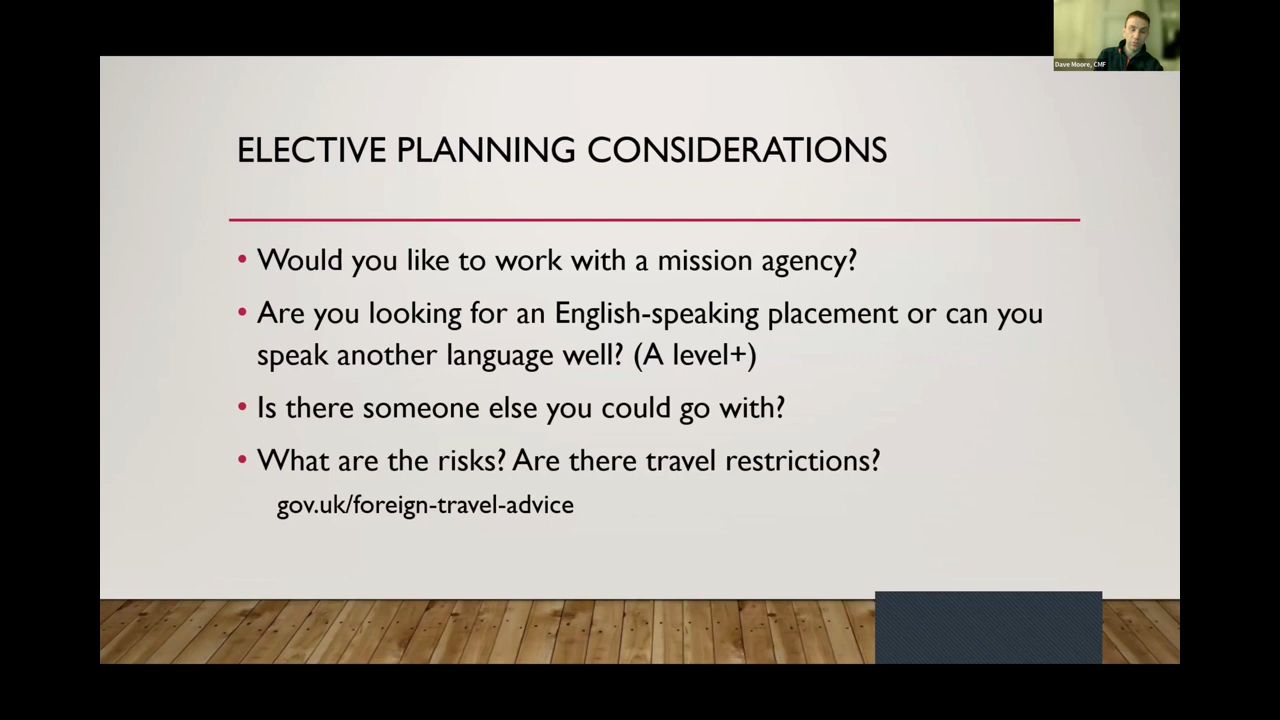 Dave Moore, CMF
ELECTIVE PLANNING CONSIDERATIONS
• Would you like to work with a mission agency?
• Are you looking for an English-speaking placement or can you
speak another language well? (A level+)
• Is there someone else you could go with?
• What are the risks? Are there travel restrictions?
gov.uk/foreign-travel-advice